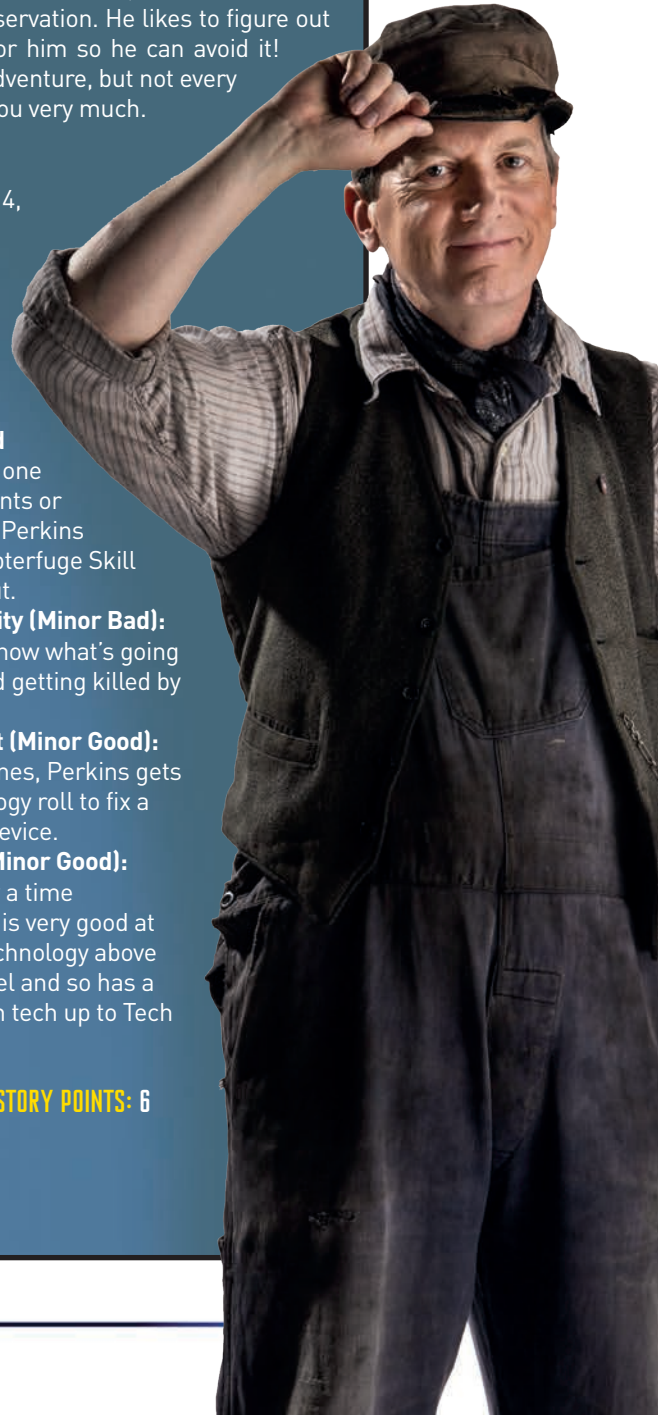 servation. He likes to figure out
or him so he can avoid it!
dventure, but not every
ou very much.
4,
d
one
nts or
Perkins
oterfuge Skill
t.
ity (Minor Bad):
now what's going
d getting killed by
t (Minor Good):
nes, Perkins gets
ogy roll to fix a
evice.
Minor Good):
a time
is very good at
chnology above
el and so has a
n tech up to Tech
STORY POINTS: 6